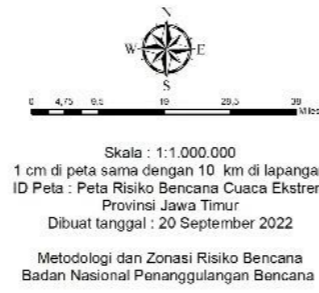 N
W E
S
0 4,75 9,5 19 28,5 38
Miles
Skala : 1:1.000.000
1 cm di peta sama dengan 10 km di lapanga
ID Peta : Peta Risiko Bencana Cuaca Ekstrer
Provinsi Jawa Timur
Dibuat tanggal : 20 September 2022
Metodologi dan Zonasi Risiko Bencana
Badan Nasional Penanggulangan Bencana